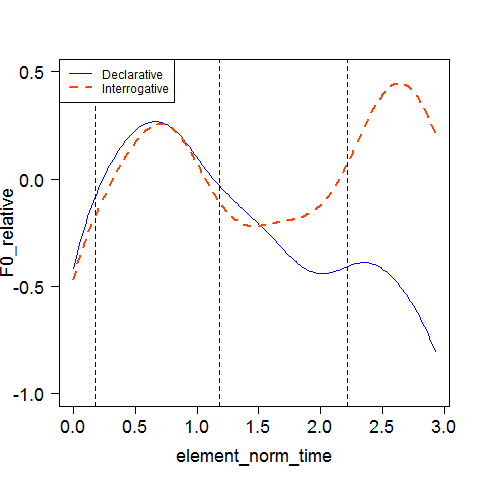 Declarative
Interrogative
0.5
0.0
-0.5
-1.0
F0_relative
0.0 0.5 1.0 1.5 2.0 2.5 3.0
element_norm_time